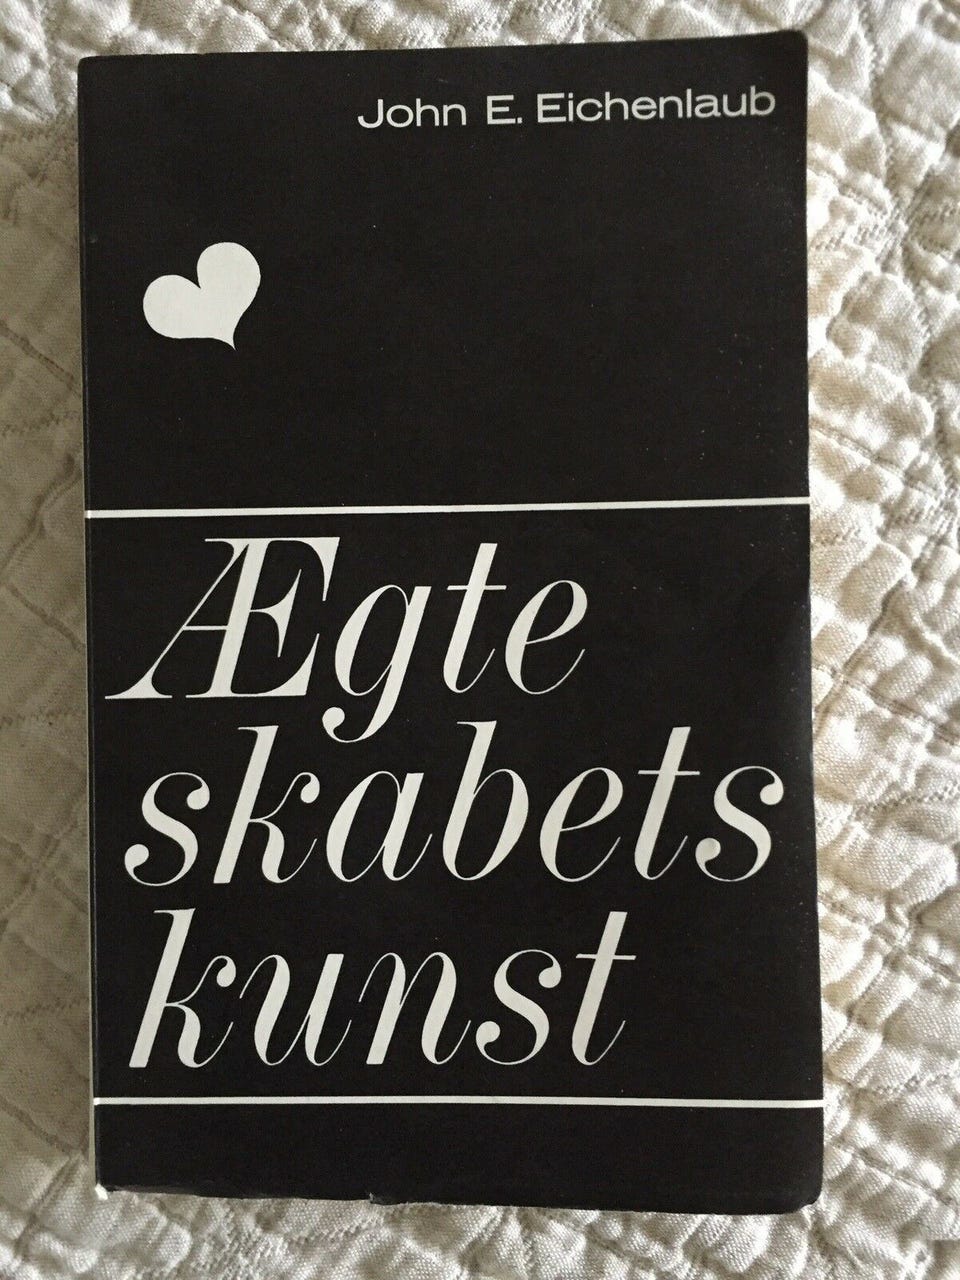 John E. Eichenlaub
Ægte
skabets
kunst